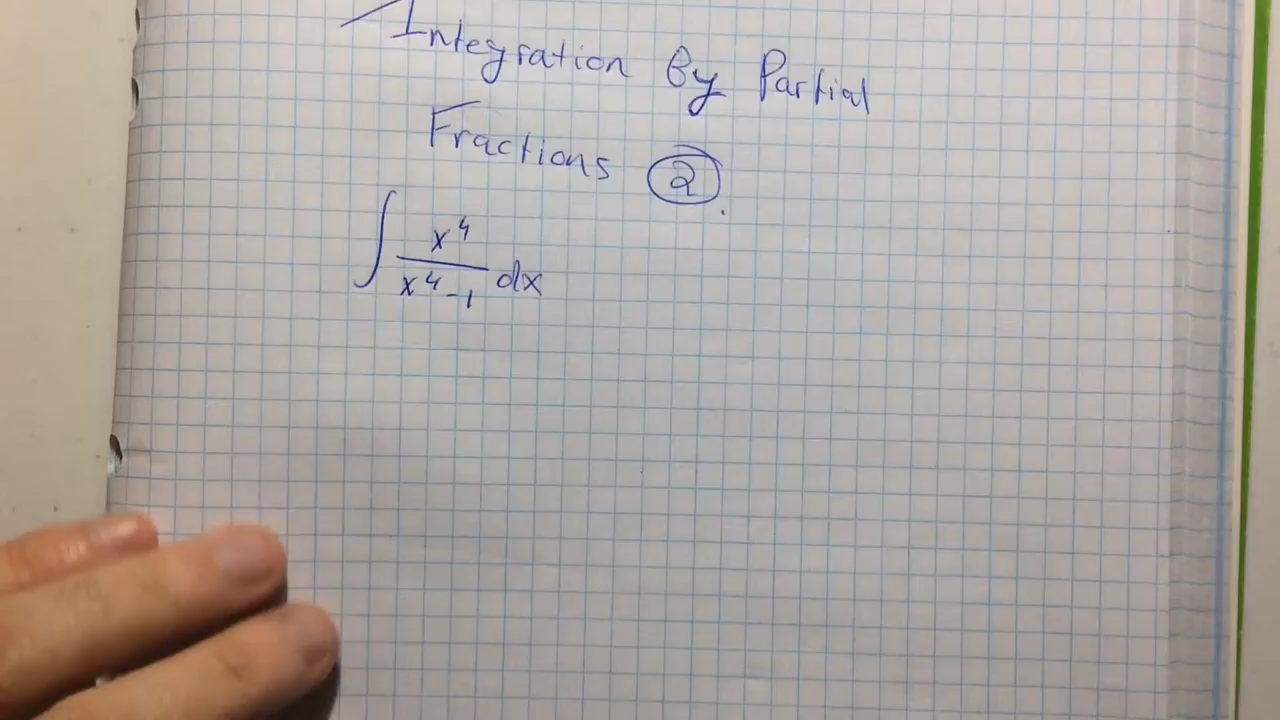 Integration By Partial
Fractions ②.
∫ x⁴/(x⁴-1) dx